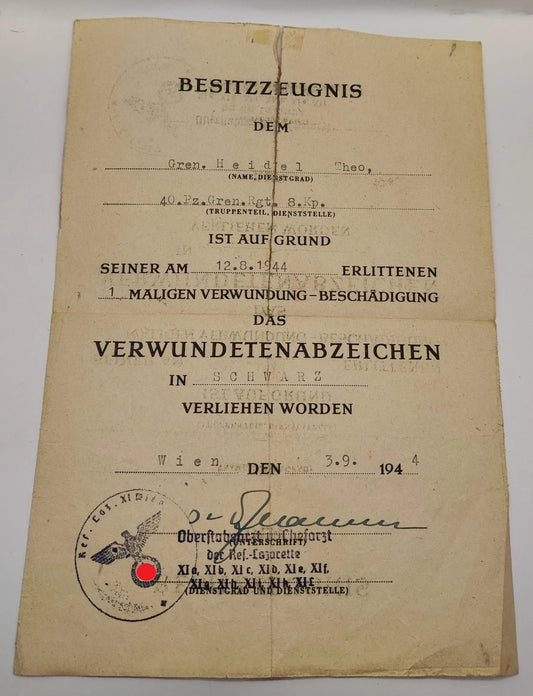 BESITZZEUGNIS
DEM
Gren. Heidel Theo,
(NAME, DIENSTGRAD)
40.Pz.Gren.Rgt. 8.Kp.
(TRUPPENTEIL, DIENSTSTELLE)
IST AUF GRUND
SEINER AM 12.8.1944 ERLITTENEN
1 MALIGEN VERWUNDUNG – BESCHÄDIGUNG
DAS
VERWUNDETENABZEICHEN
IN SCHWARZ
VERLIEHEN WORDEN
Wien DEN 3.9. 1944
Oberstabsarzt u. Chefarzt
(UNTERSCHRIFT)
der Res.-Lazarette
XIa, XIb, XIc, XId, XIe, XIf.
(DIENSTGRAD UND DIENSTSTELLE)